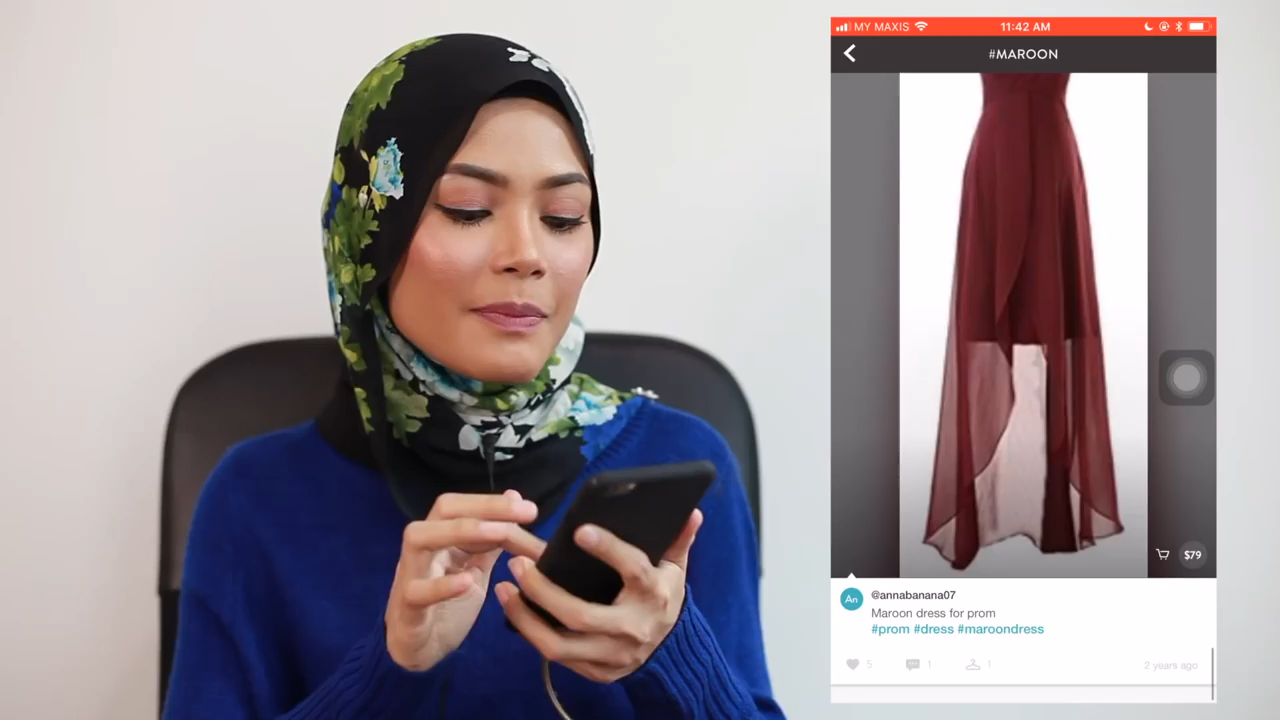 MY MAXIS
11:42 AM
#MAROON
$79
An
@annabanana07
Maroon dress for prom
#prom #dress #maroondress
5
1
1
2 years ago